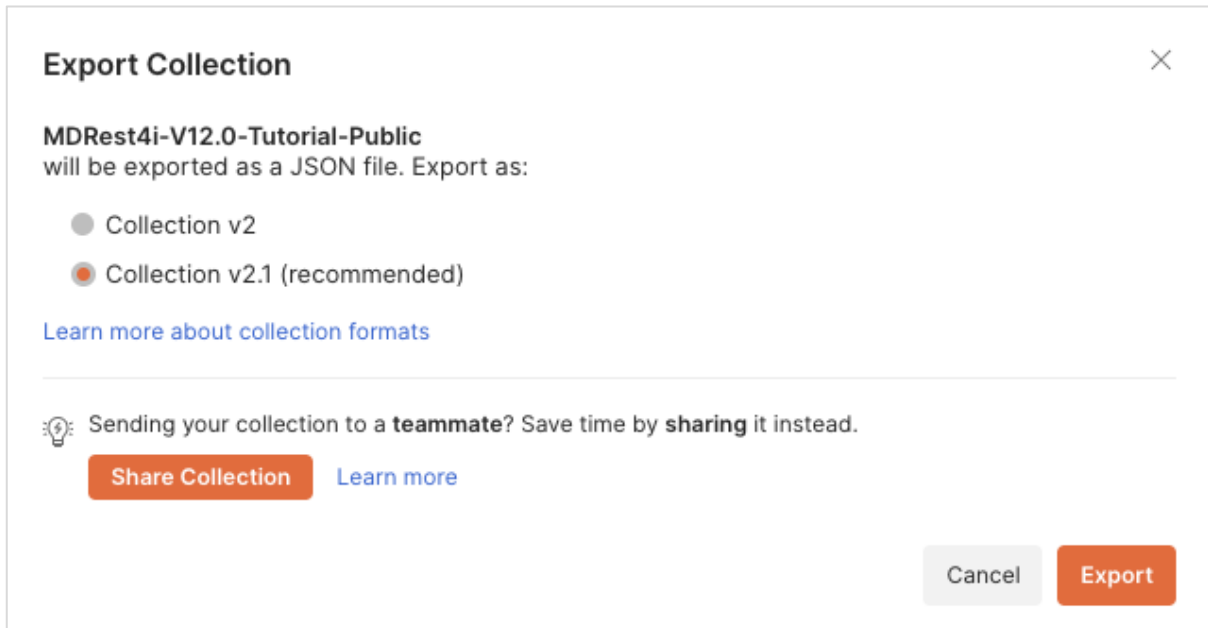 Export Collection
MDRest4i-V12.0-Tutorial-Public
will be exported as a JSON file. Export as:
Collection v2
Collection v2.1 (recommended)
Learn more about collection formats
Sending your collection to a teammate? Save time by sharing it instead.
Share Collection Learn more
Cancel Export